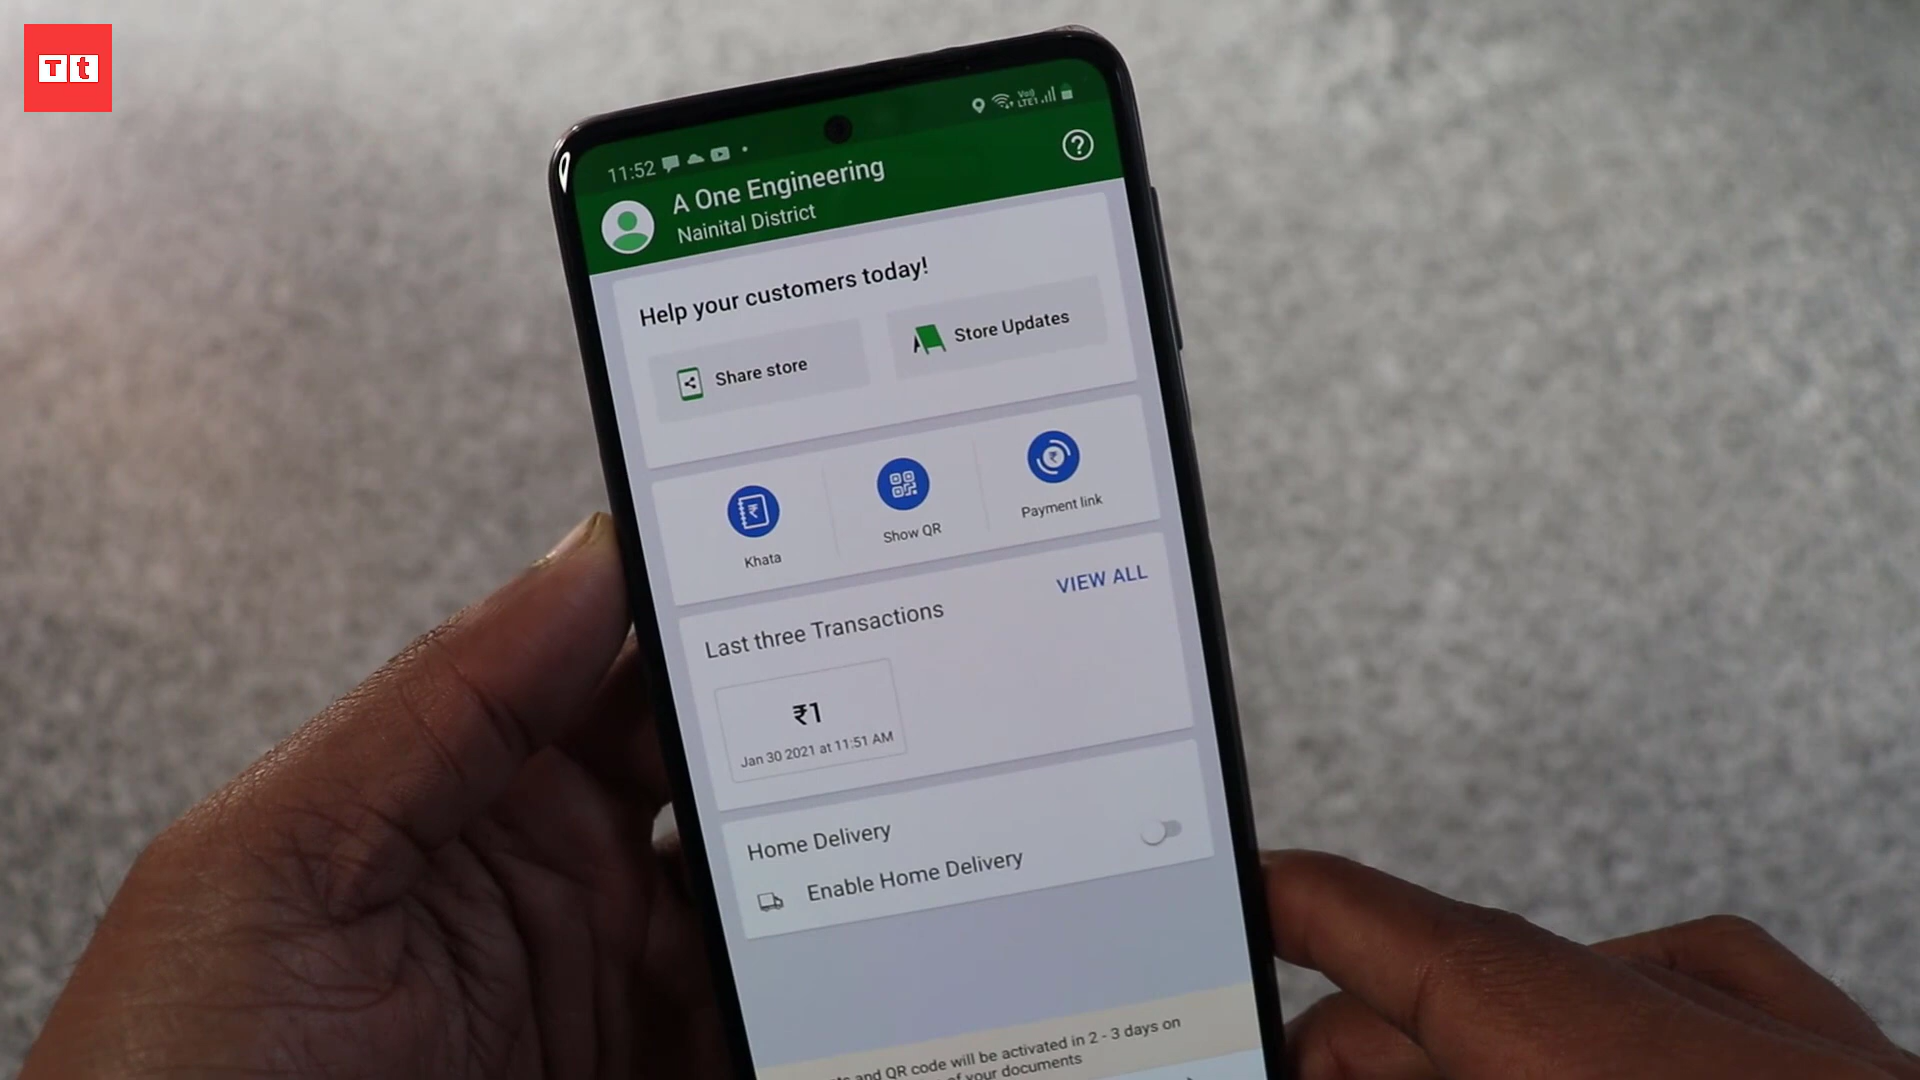 Tt
11:52
Vo))
LTE1
A One Engineering
Nainital District
Help your customers today!
Share store
Store Updates
Khata
Show QR
Payment link
Last three Transactions
VIEW ALL
₹1
Jan 30 2021 at 11:51 AM
Home Delivery
Enable Home Delivery
and QR code will be activated in 2 - 3 days on
of your documents